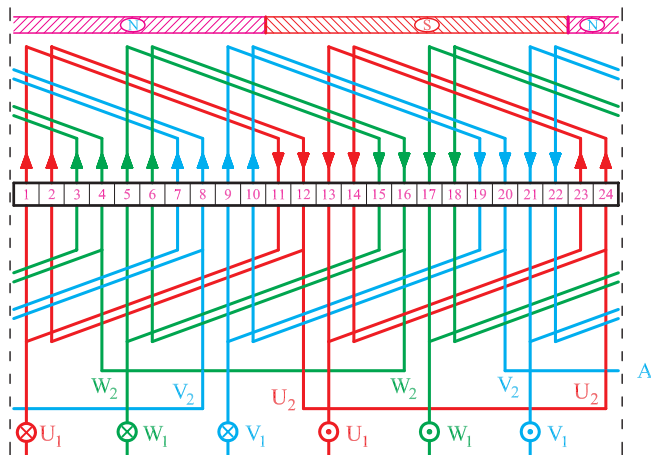 N S N
1 2 3 4 5 6 7 8 9 10 11 12 13 14 15 16 17 18 19 20 21 22 23 24
W₂ V₂ U₂ V₂ U₂ A
U₁ W₁ V₁ U₁ W₁ V₁